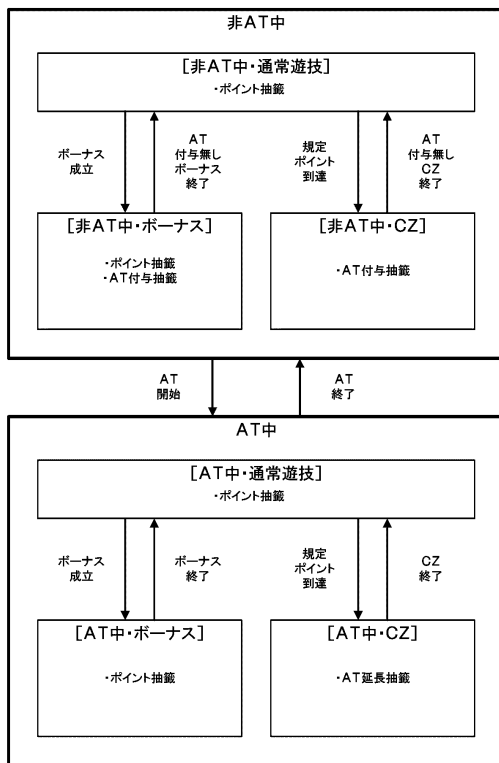 非AT中
[非AT中・通常遊技]
・ポイント抽籤
ボーナス
成立
AT
付与無し
ボーナス
終了
規定
ポイント
到達
AT
付与無し
CZ
終了
[非AT中・ボーナス]
・ポイント抽籤
・AT付与抽籤
[非AT中・CZ]
・AT付与抽籤
AT
開始
AT
終了
AT中
[AT中・通常遊技]
・ポイント抽籤
ボーナス
成立
ボーナス
終了
規定
ポイント
到達
CZ
終了
[AT中・ボーナス]
・ポイント抽籤
[AT中・CZ]
・AT延長抽籤